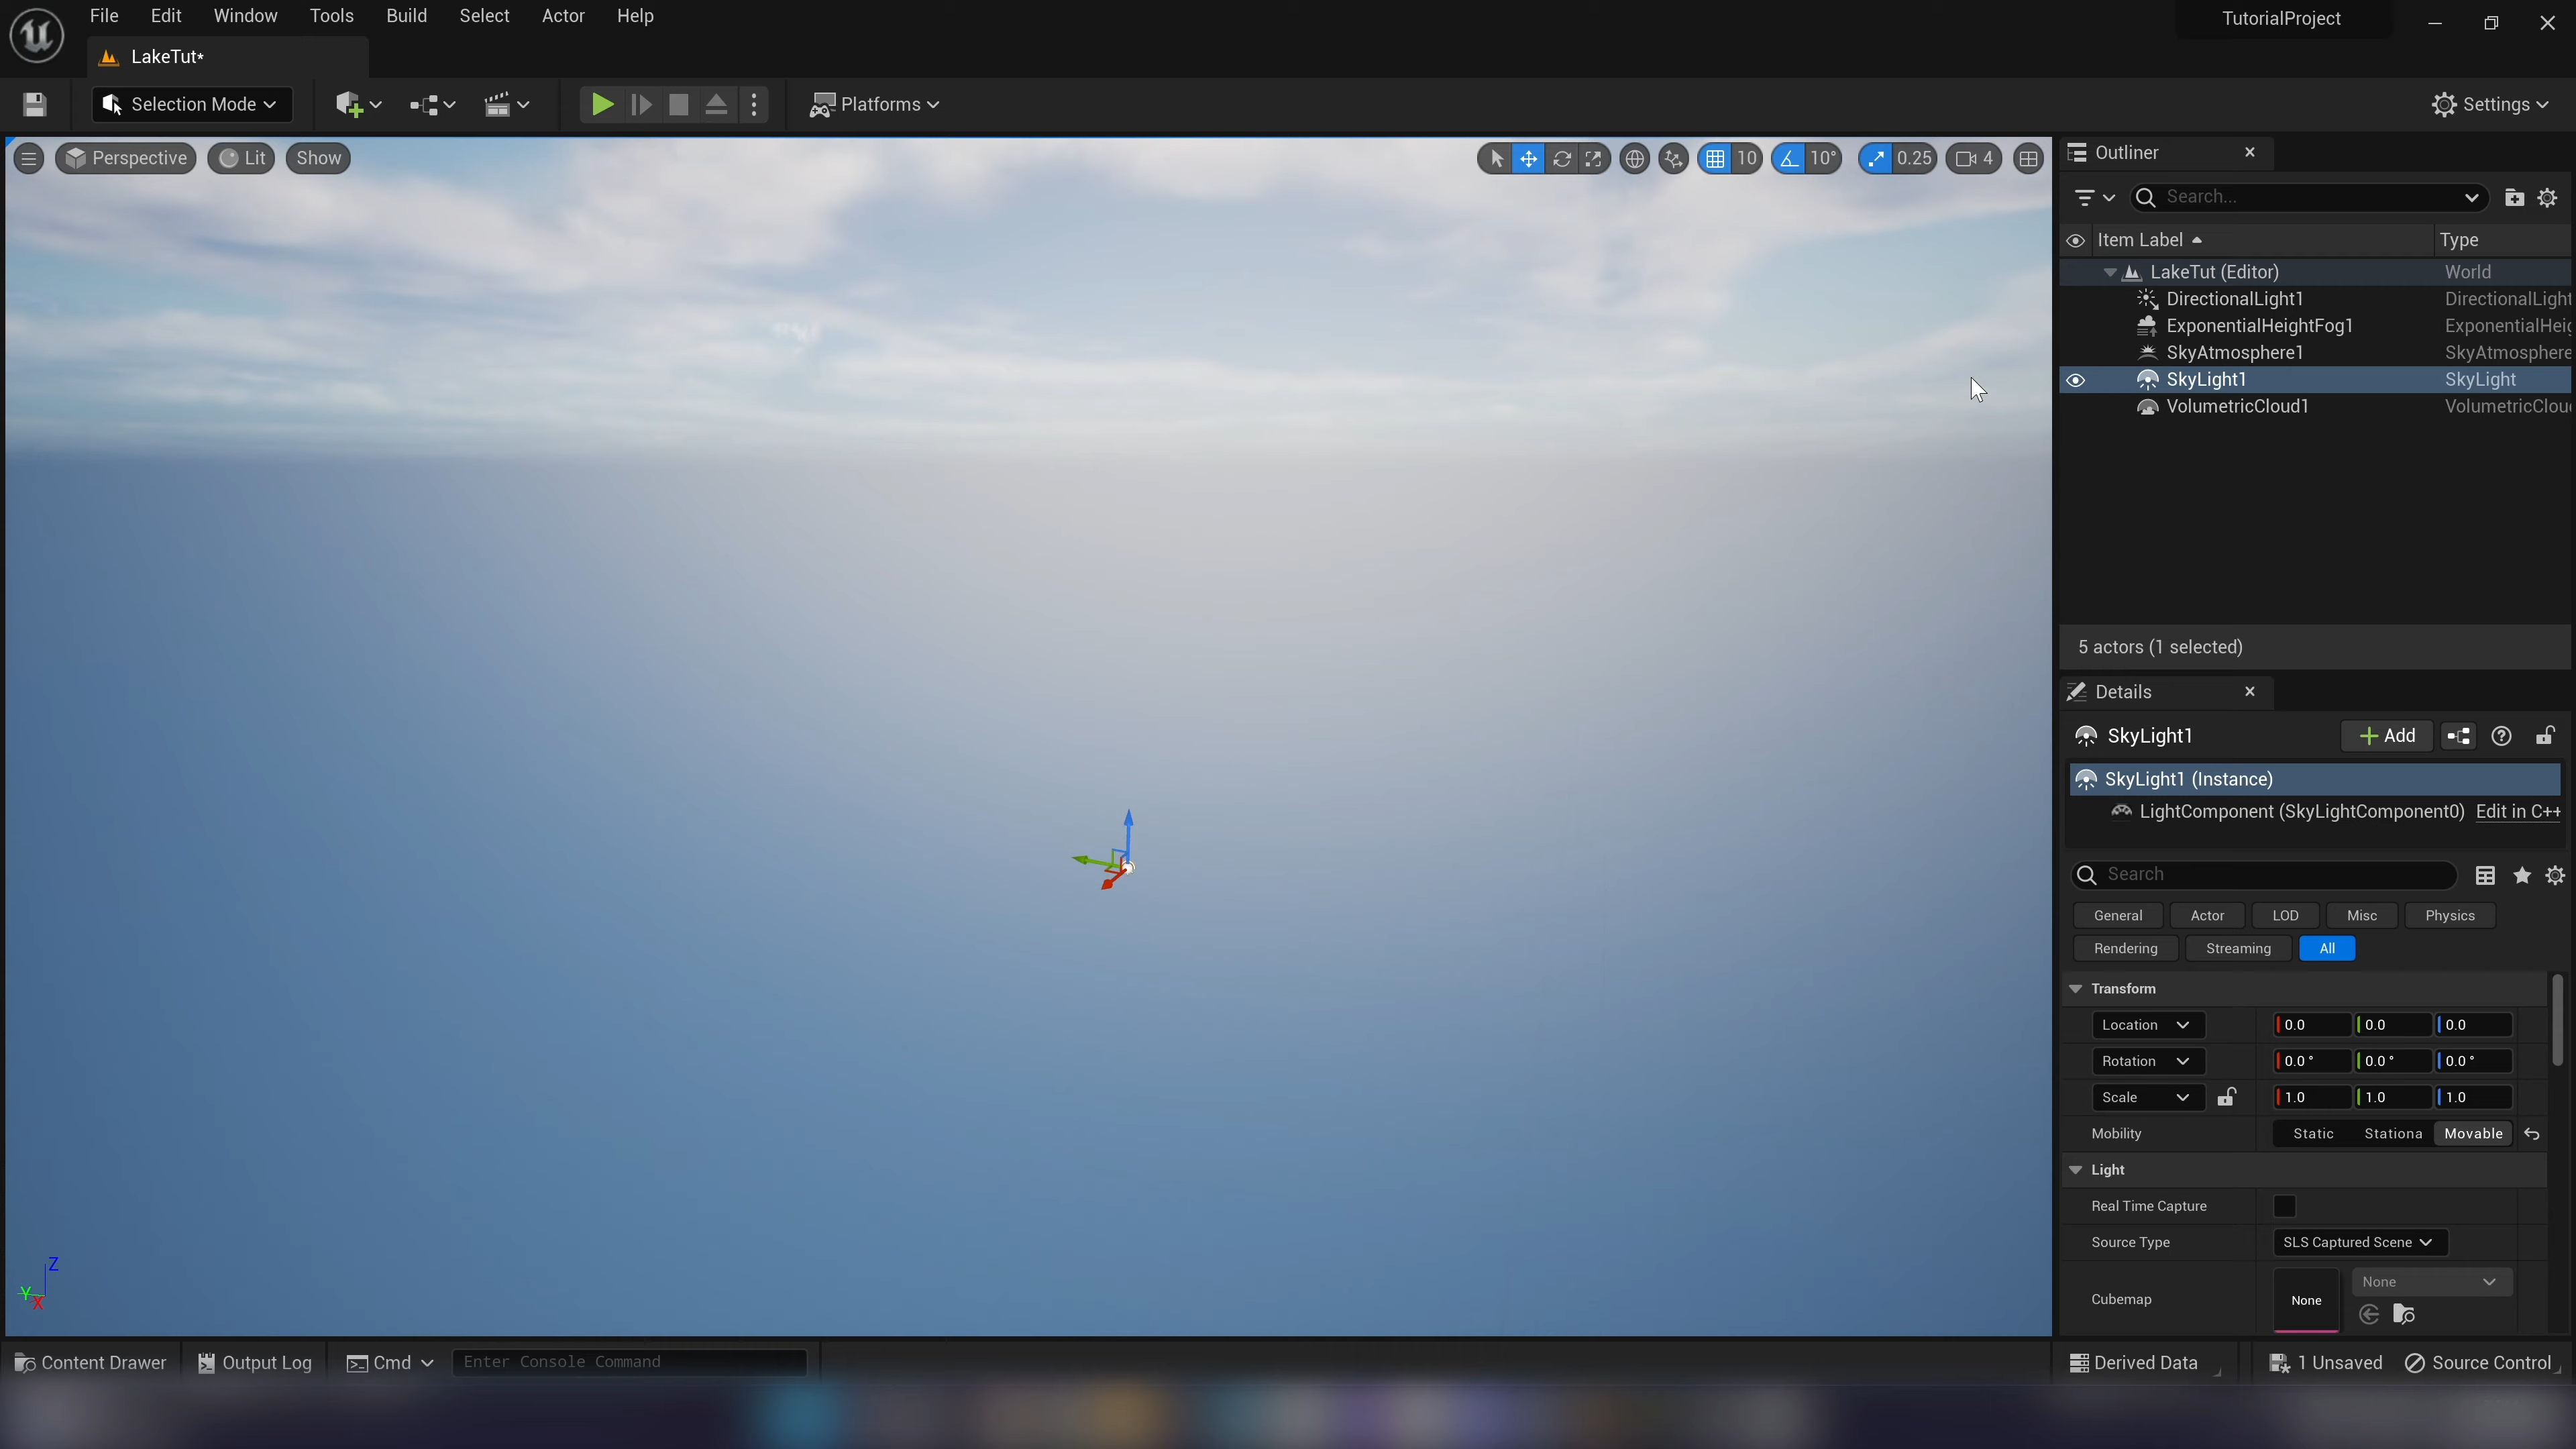 File Edit Window Tools Build Select Actor Help
TutorialProject
LakeTut*
Selection Mode
Platforms
Settings
Perspective Lit Show
10 10° 0.25 4
Outliner
Search...
Item Label Type
LakeTut (Editor) World
DirectionalLight1 DirectionalLight
ExponentialHeightFog1 ExponentialHeig
SkyAtmosphere1 SkyAtmosphere
SkyLight1 SkyLight
VolumetricCloud1 VolumetricClou
5 actors (1 selected)
Details
SkyLight1 Add
SkyLight1 (Instance)
LightComponent (SkyLightComponent0) Edit in C++
Search
General Actor LOD Misc Physics
Rendering Streaming All
Transform
Location 0.0 0.0 0.0
Rotation 0.0° 0.0° 0.0°
Scale 1.0 1.0 1.0
Mobility Static Stationa Movable
Light
Real Time Capture
Source Type SLS Captured Scene
Cubemap None None
Z
Y
X
Content Drawer Output Log Cmd Enter Console Command Derived Data 1 Unsaved Source Control